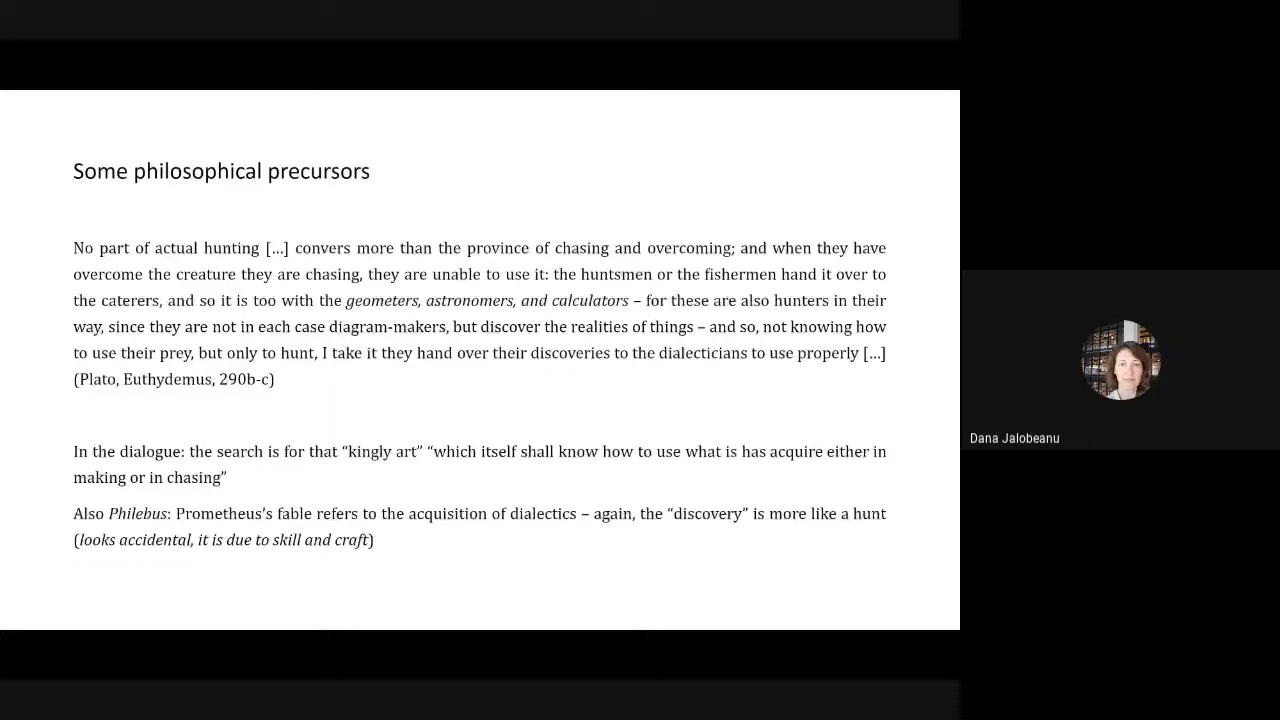 Some philosophical precursors
No part of actual hunting [...] convers more than the province of chasing and overcoming; and when they have
overcome the creature they are chasing, they are unable to use it: the huntsmen or the fishermen hand it over to
the caterers, and so it is too with the geometers, astronomers, and calculators – for these are also hunters in their
way, since they are not in each case diagram-makers, but discover the realities of things – and so, not knowing how
to use their prey, but only to hunt, I take it they hand over their discoveries to the dialecticians to use properly [...]
(Plato, Euthydemus, 290b-c)
In the dialogue: the search is for that “kingly art” “which itself shall know how to use what is has acquire either in
making or in chasing”
Also Philebus: Prometheus’s fable refers to the acquisition of dialectics – again, the “discovery” is more like a hunt
(looks accidental, it is due to skill and craft)
Dana Jalobeanu